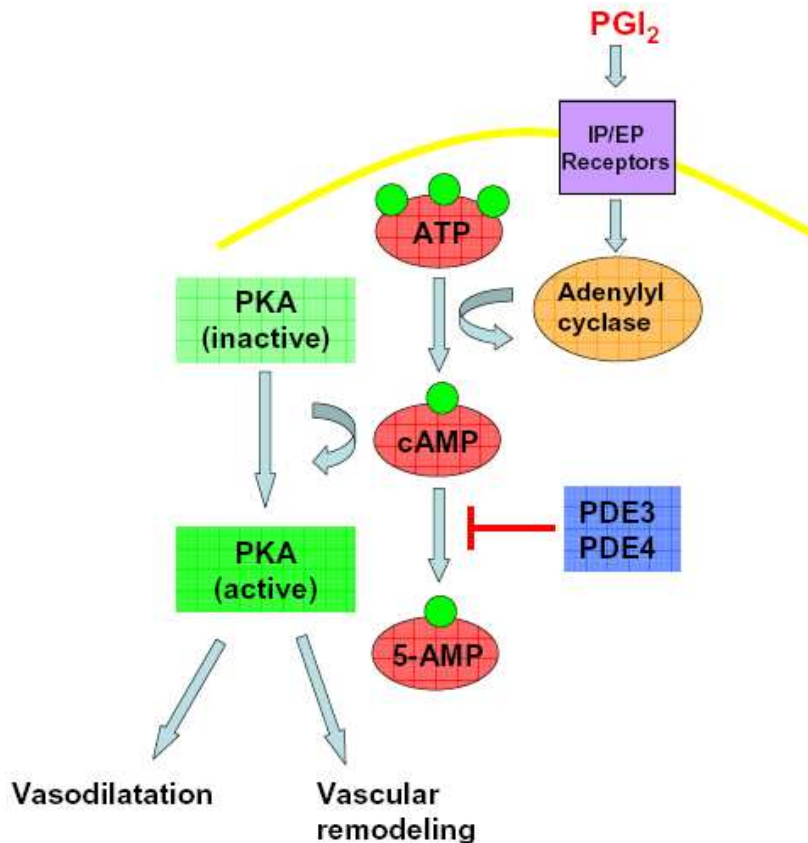 PGI₂
IP/EP
Receptors
ATP
Adenylyl
cyclase
PKA
(inactive)
cAMP
PDE3
PDE4
PKA
(active)
5-AMP
Vasodilatation
Vascular
remodeling